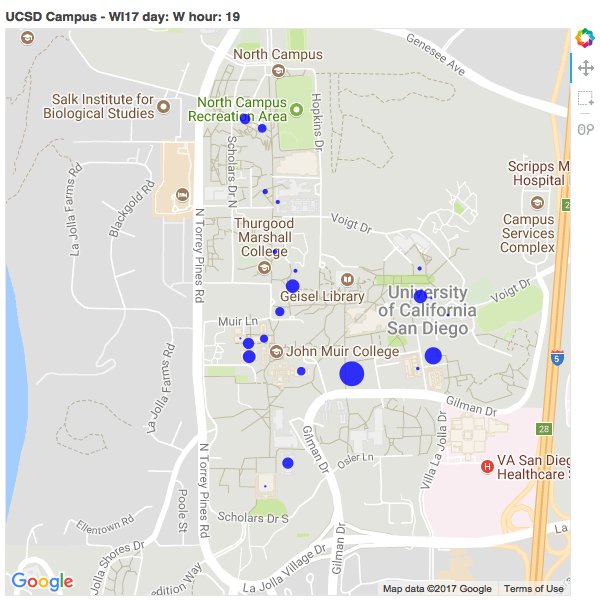 UCSD Campus - WI17 day: W hour: 19
Genesee Ave
North Campus
Salk Institute for
Biological Studies
North Campus
Recreation Area
Hopkins Dr
Scholars Dr N
Scripps M
Hospital
La Jolla Farms Rd
Blackgold Rd
2
N Torrey Pines Rd
Voigt Dr
Campus
Services
Complex
Thurgood
Marshall
College
Geisel Library
University
of California
San Diego
Voigt Dr
Muir Ln
John Muir College
La Jolla Farms Rd
5
Gilman Dr
Gilman Dr
Villa La Jolla Dr
28
Osler Ln
N Torrey Pines Rd
H
VA San Dieg
Healthcare
Poole St
Ellentown Rd
Scholars Dr S
La
La Jolla Shores Dr
Gilman Dr
La Jolla Village Dr
edition Way
Google
Map data ©2017 Google
Terms of Use